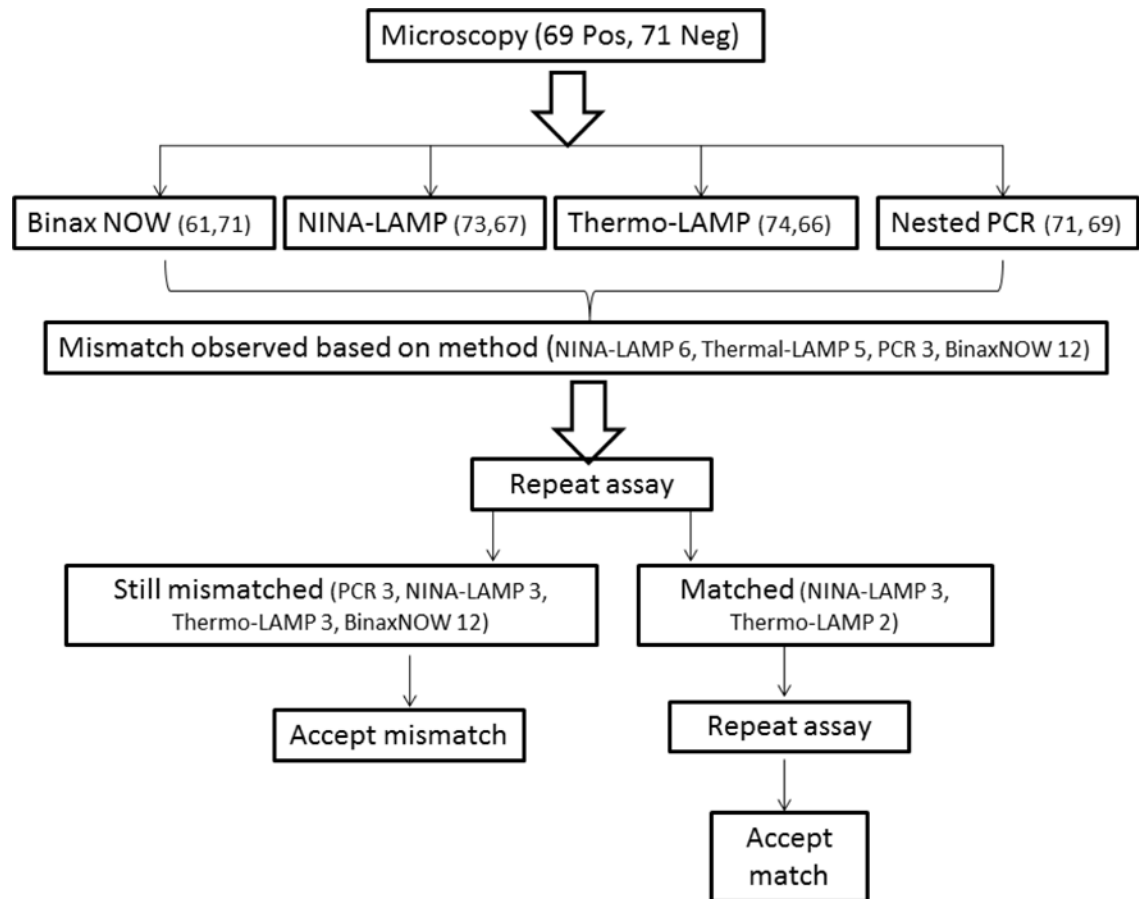 Microscopy (69 Pos, 71 Neg)
Binax NOW (61,71)
NINA-LAMP (73,67)
Thermo-LAMP (74,66)
Nested PCR (71, 69)
Mismatch observed based on method (NINA-LAMP 6, Thermal-LAMP 5, PCR 3, BinaxNOW 12)
Repeat assay
Still mismatched (PCR 3, NINA-LAMP 3,
Thermo-LAMP 3, BinaxNOW 12)
Matched (NINA-LAMP 3,
Thermo-LAMP 2)
Accept mismatch
Repeat assay
Accept
match